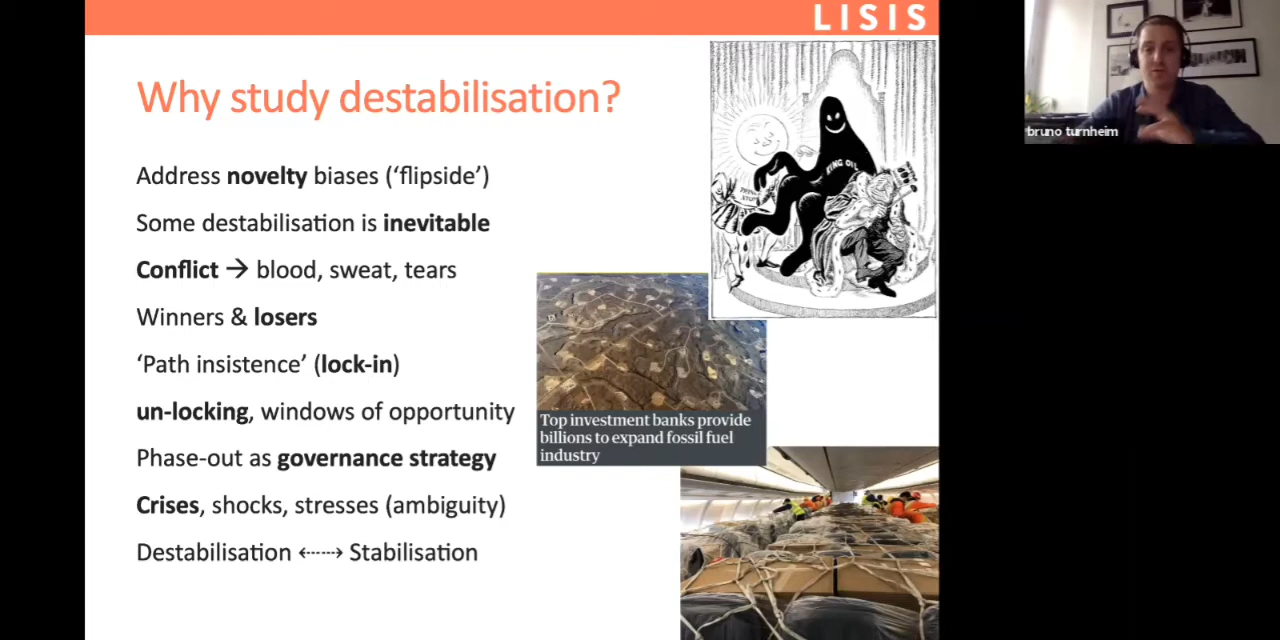 LISIS
Why study destabilisation?
Address novelty biases (‘flipside’)
Some destabilisation is inevitable
Conflict → blood, sweat, tears
Winners & losers
‘Path insistence’ (lock-in)
un-locking, windows of opportunity
Phase-out as governance strategy
Crises, shocks, stresses (ambiguity)
Destabilisation ⇠⇢ Stabilisation
KING OIL
Top investment banks provide
billions to expand fossil fuel
industry
bruno turnheim